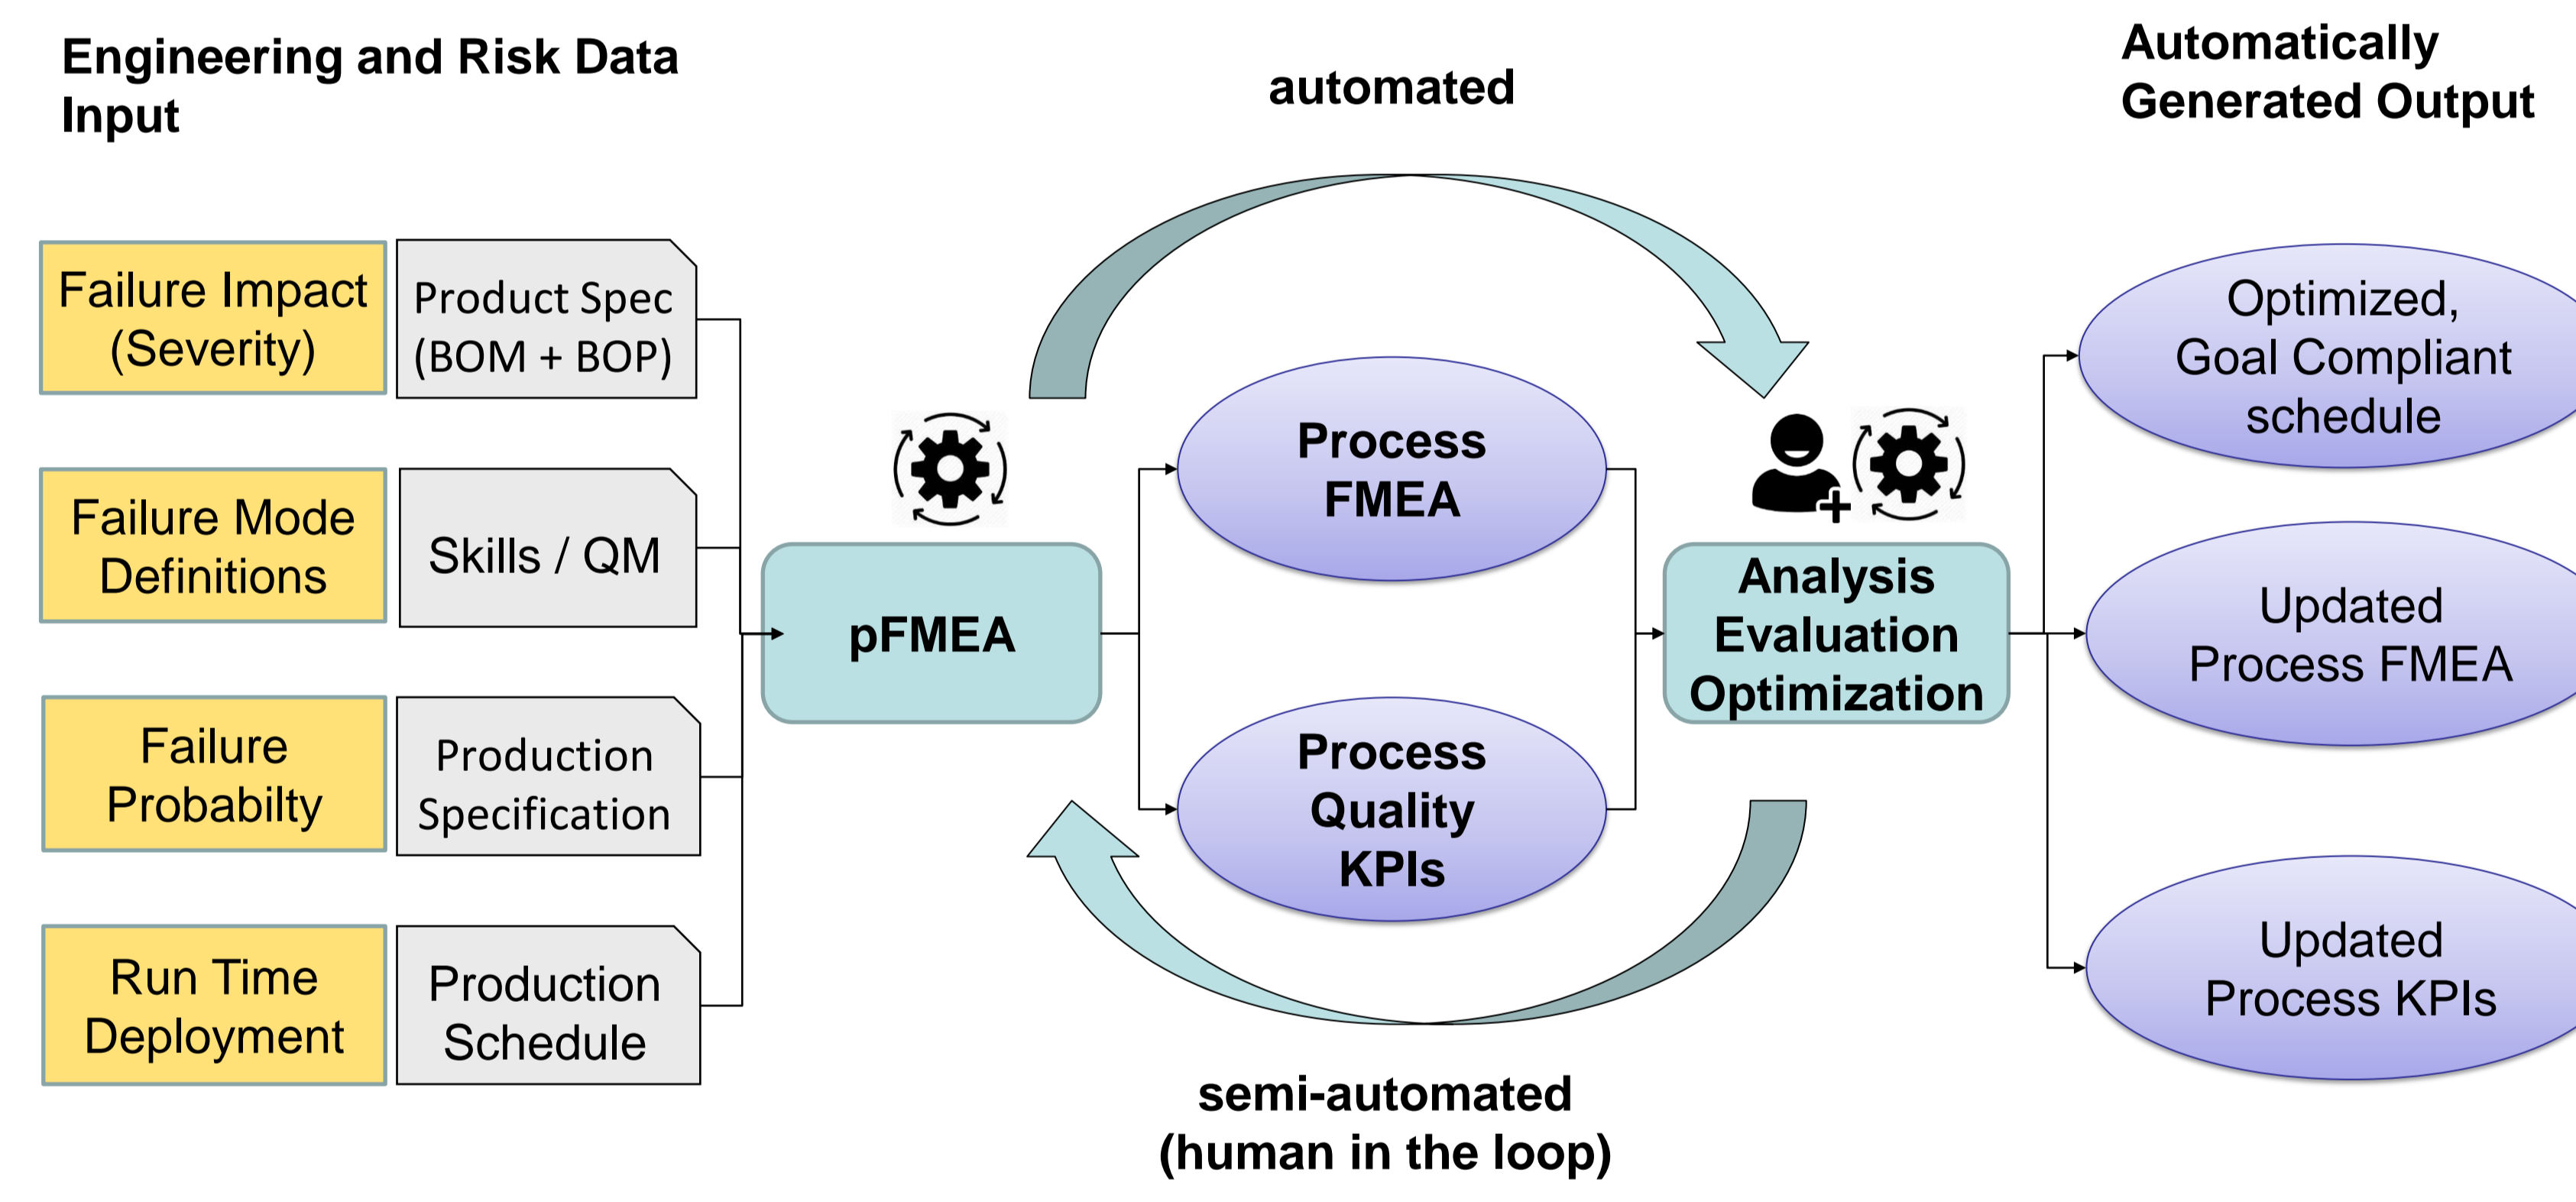 Engineering and Risk Data
Input
automated
Automatically
Generated Output
Failure Impact
(Severity)
Product Spec
(BOM + BOP)
Failure Mode
Definitions
Skills / QM
Failure
Probabilty
Production
Specification
Run Time
Deployment
Production
Schedule
pFMEA
Process
FMEA
Process
Quality
KPIs
Analysis
Evaluation
Optimization
Optimized,
Goal Compliant
schedule
Updated
Process FMEA
Updated
Process KPIs
semi-automated
(human in the loop)